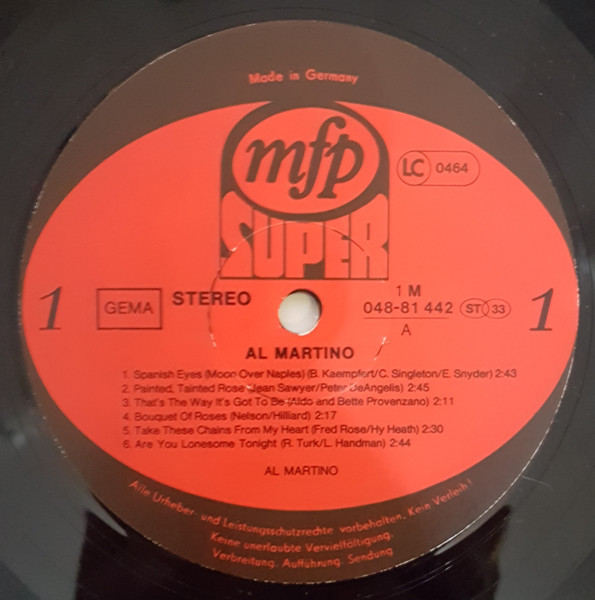 Made in Germany
mfp
SUPER
LC 0464
1
GEMA STEREO
1 M
048-81 442 ST 33
A
1
AL MARTINO
1. Spanish Eyes (Moon Over Naples) (B. Kaempfert/C. Singleton/E. Snyder) 2:43
2. Painted, Tainted Rose (Jean Sawyer/Peter DeAngelis) 2:45
3. That's The Way It's Got To Be (Aldo and Bette Provenzano) 2:11
4. Bouquet Of Roses (Nelson/Hilliard) 2:17
5. Take These Chains From My Heart (Fred Rose/Hy Heath) 2:30
6. Are You Lonesome Tonight (R. Turk/L. Handman) 2:44
AL MARTINO
Alle Urheber- und Leistungsschutzrechte vorbehalten. Kein Verleih!
Keine unerlaubte Vervielfältigung.
Verbreitung. Aufführung. Sendung